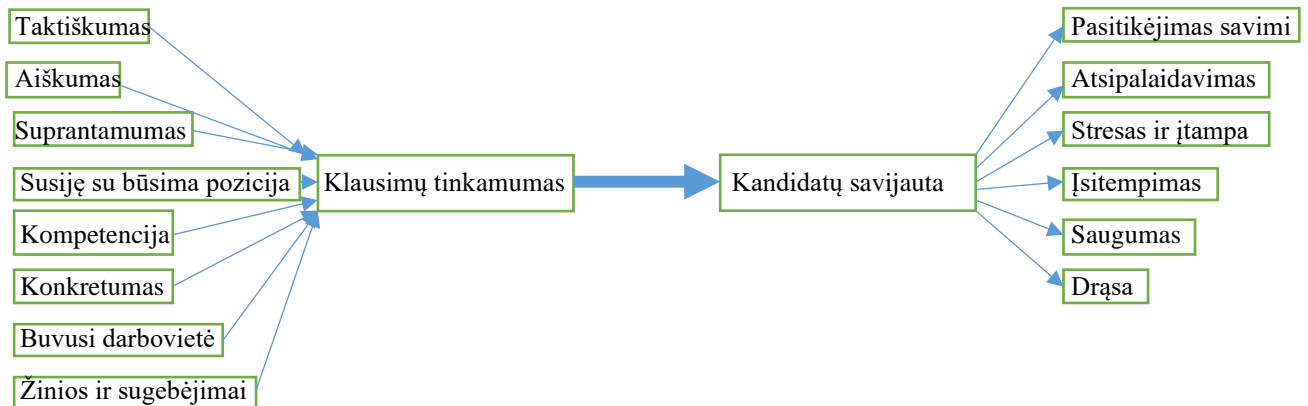 Taktiškumas
Aiškumas
Suprantamumas
Susiję su būsima pozicija
Kompetencija
Konkretumas
Buvusi darbovietė
Žinios ir sugebėjimai
Klausimų tinkamumas
Kandidatų savijauta
Pasitikėjimas savimi
Atsipalaidavimas
Stresas ir įtampa
Įsitempimas
Saugumas
Drąsa